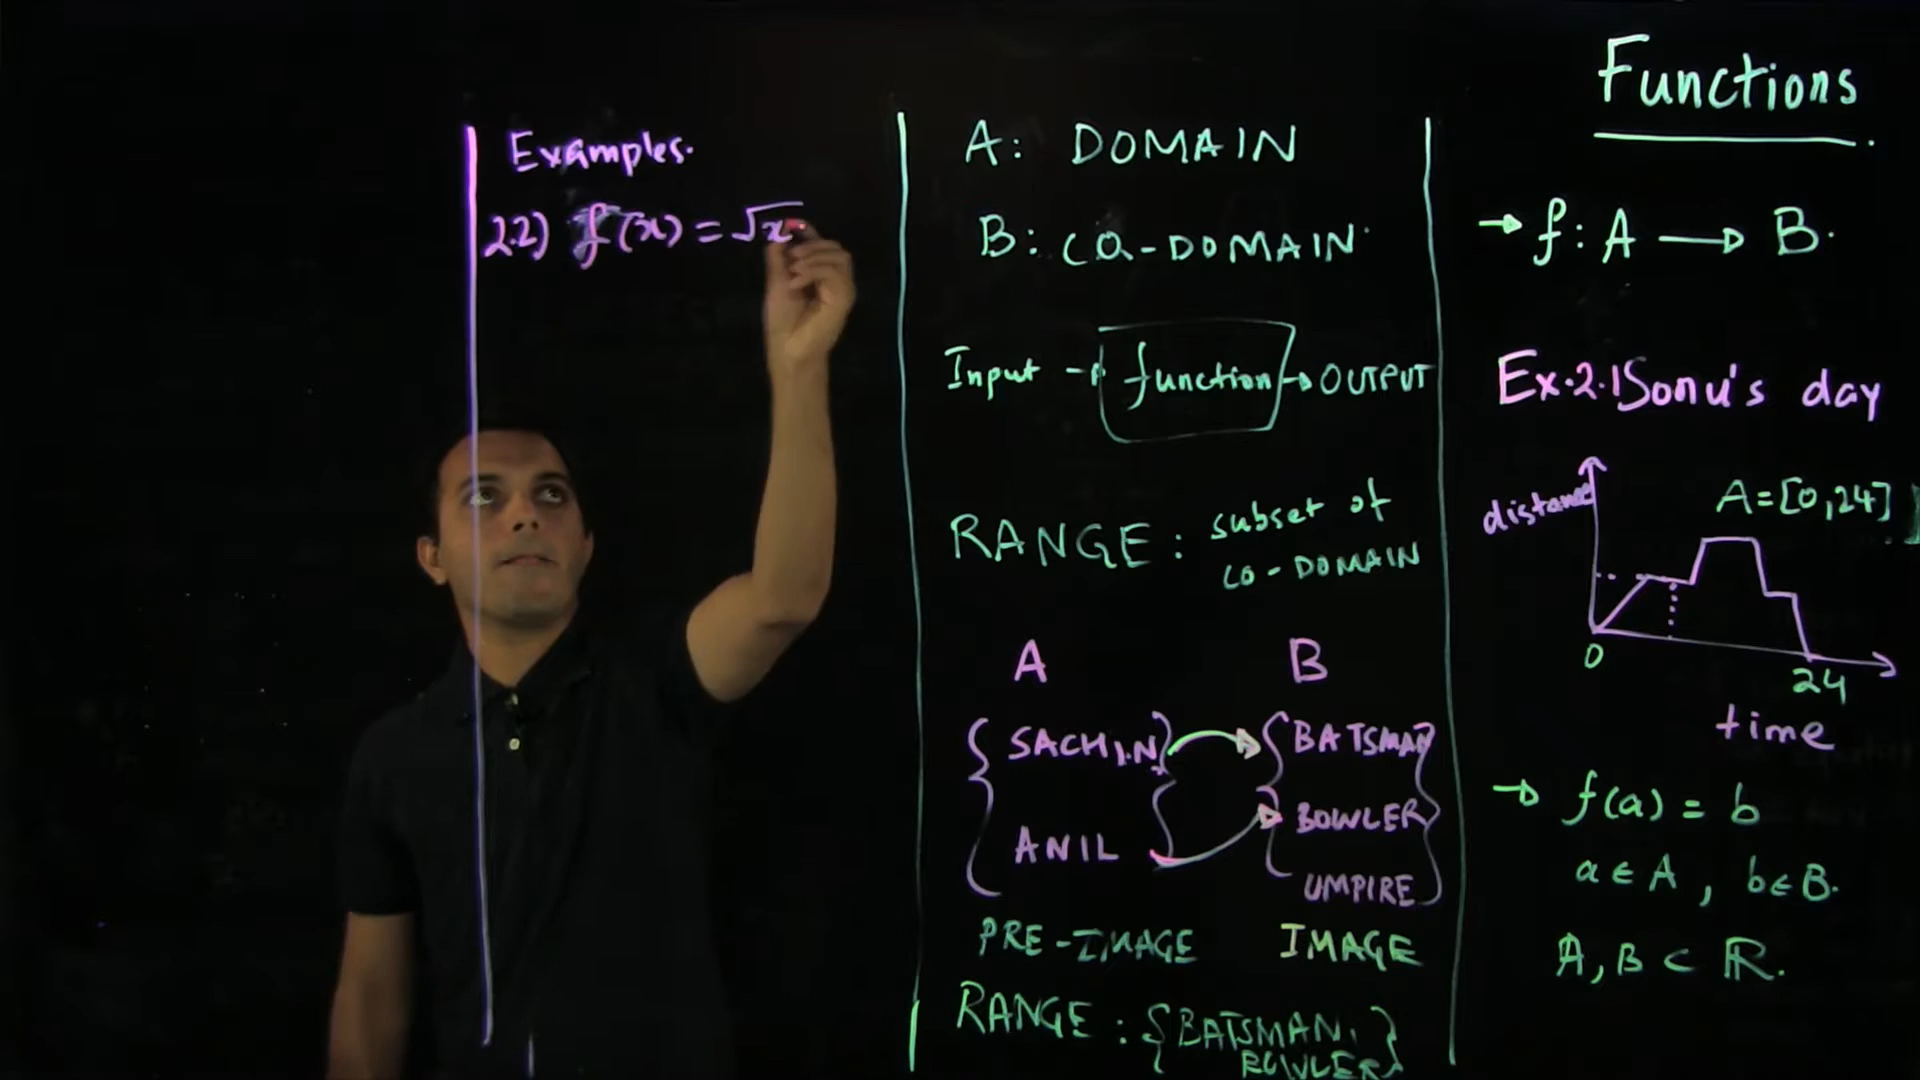 Functions
→ f: A → B.
Ex.2.1 Sonu's day
distance
A=[0,24]
0
24
time
→ f(a) = b
a ∈ A, b ∈ B.
A, B ⊂ ℝ.
A: DOMAIN
B: CO-DOMAIN
Input → function → OUTPUT
RANGE: subset of
CO-DOMAIN
A B
SACHIN BATSMAN
ANIL BOWLER
UMPIRE
PRE-IMAGE IMAGE
RANGE: {BATSMAN,
BOWLER}
Examples.
2.2) f(x) = √x